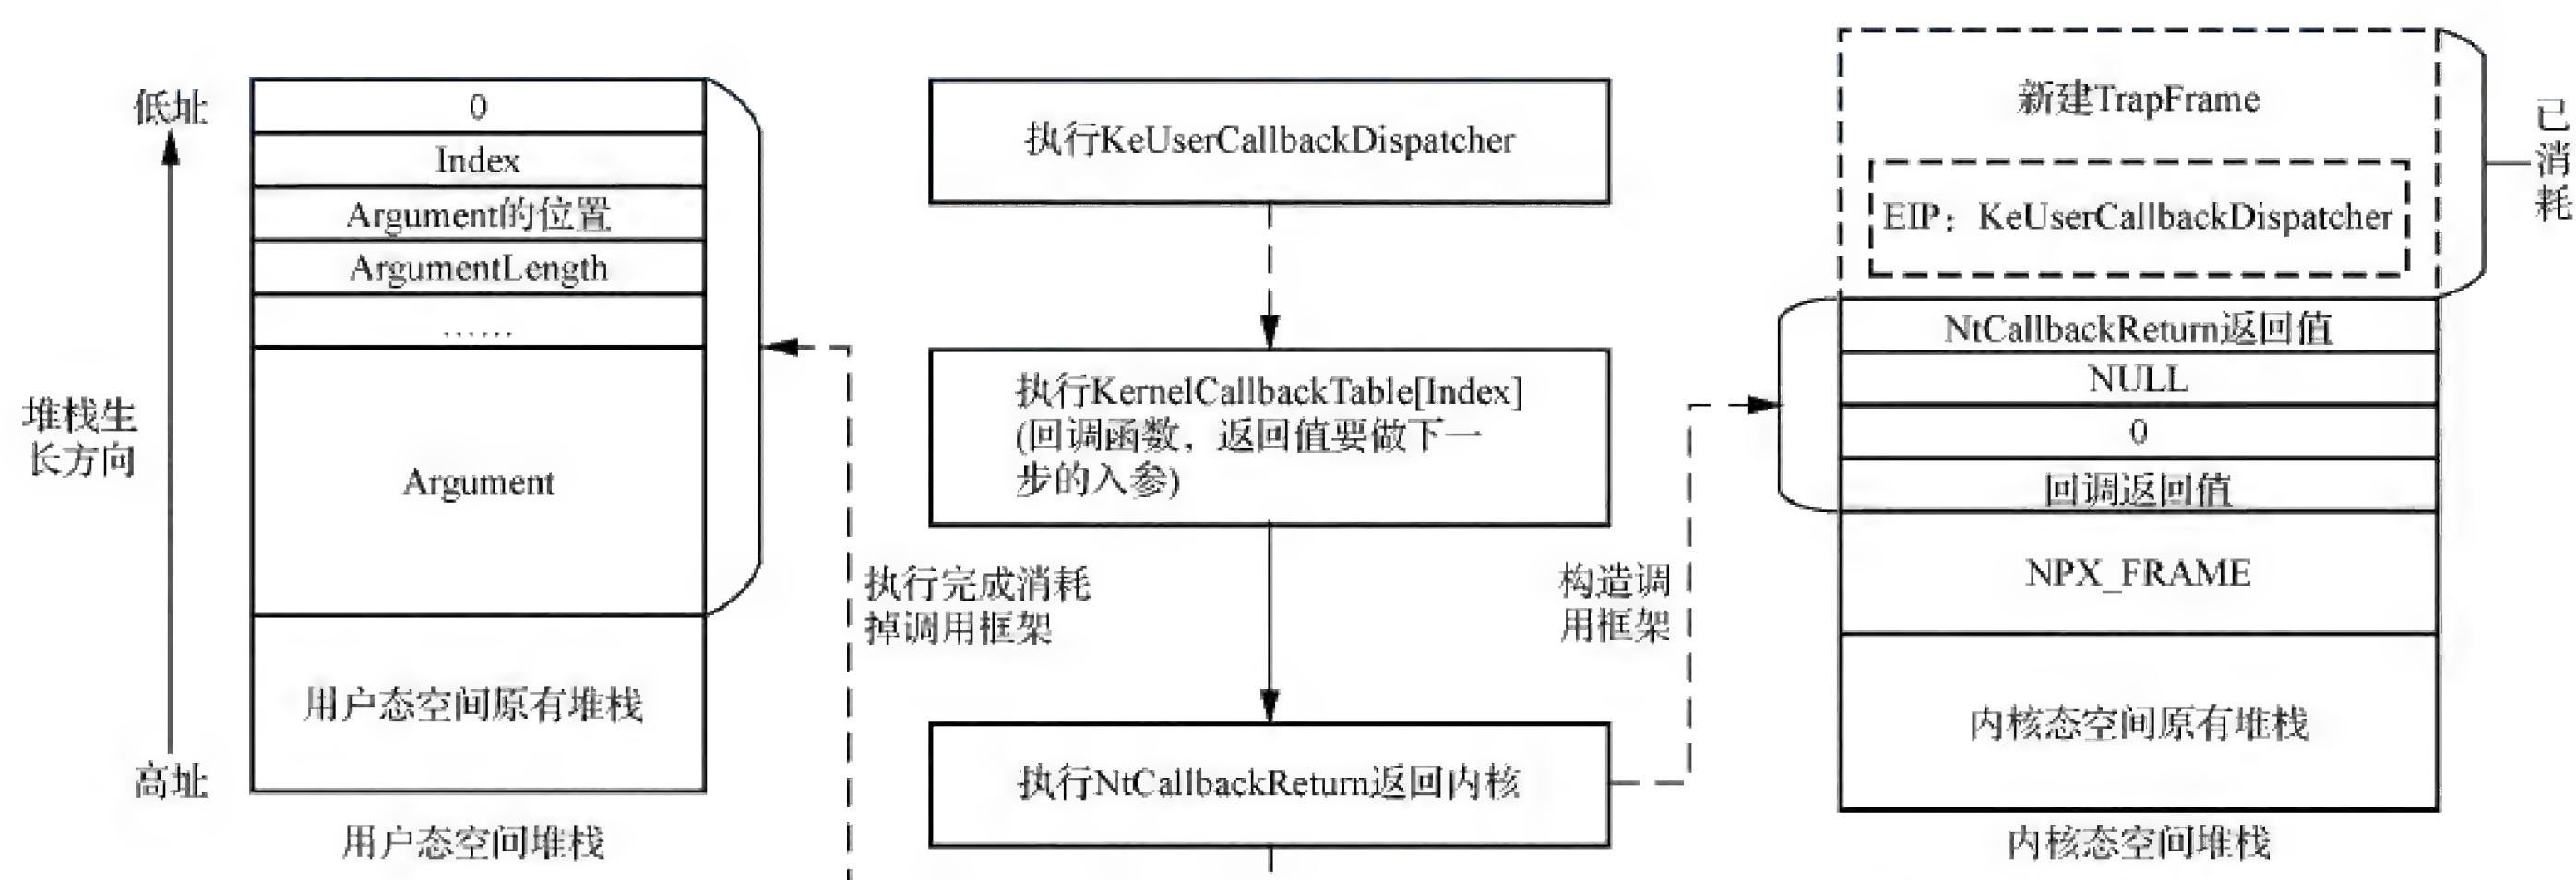 低址
堆栈生
长方向
高址
0
Index
Argument的位置
ArgumentLength
……
Argument
用户态空间原有堆栈
用户态空间堆栈
执行KeUserCallbackDispatcher
执行KernelCallbackTable[Index]
(回调函数，返回值要做下一
步的入参)
执行完成消耗
掉调用框架
执行NtCallbackReturn返回内核
构造调
用框架
新建TrapFrame
EIP：KeUserCallbackDispatcher
已
消
耗
NtCallbackReturn返回值
NULL
0
回调返回值
NPX_FRAME
内核态空间原有堆栈
内核态空间堆栈